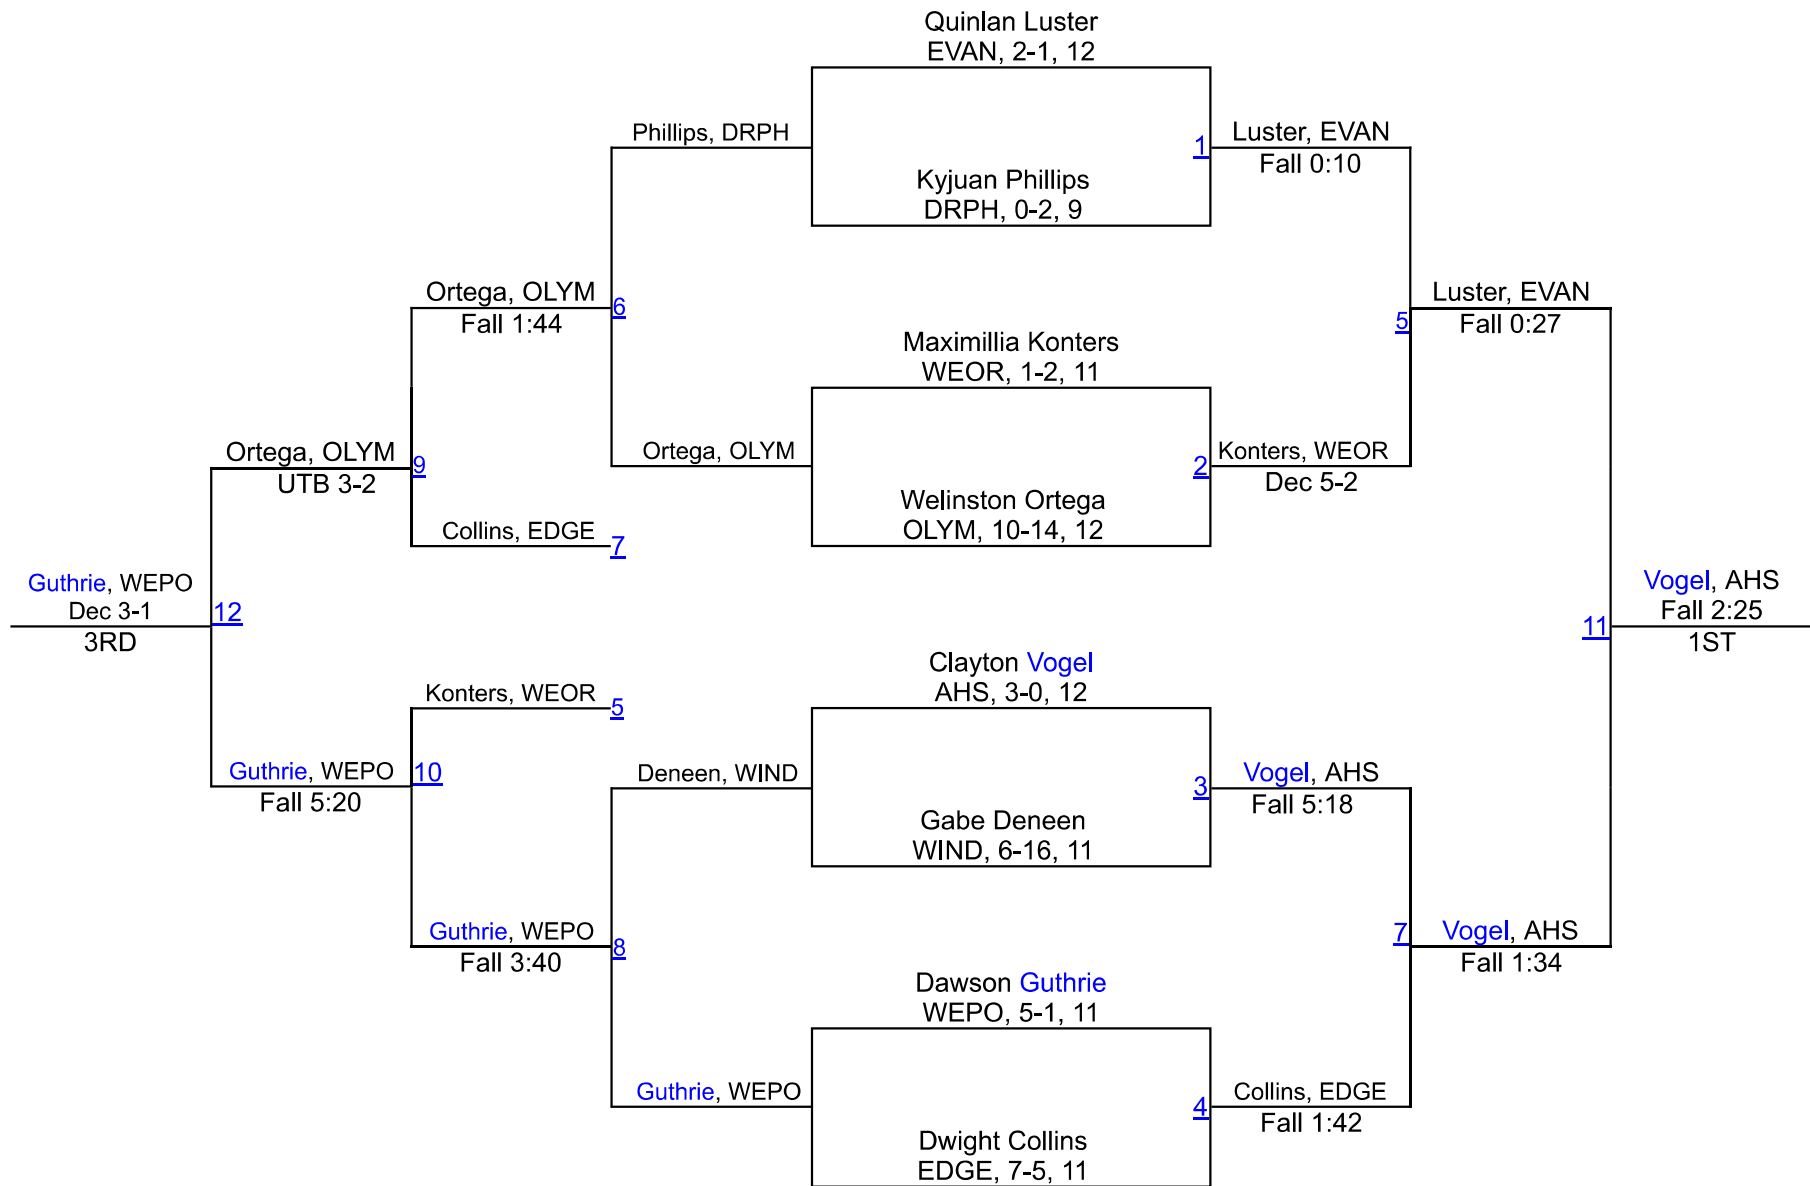 Quinlan Luster
EVAN, 2-1, 12
Phillips, DRPH
1
Luster, EVAN
Fall 0:10
Kyjuan Phillips
DRPH, 0-2, 9
Ortega, OLYM
Fall 1:44
6
Luster, EVAN
Fall 0:27
5
Maximillia Konters
WEOR, 1-2, 11
Ortega, OLYM
UTB 3-2
9
Ortega, OLYM
2
Konters, WEOR
Dec 5-2
Welinston Ortega
OLYM, 10-14, 12
Collins, EDGE
7
Guthrie, WEPO
Dec 3-1
3RD
12
11
Vogel, AHS
Fall 2:25
1ST
Clayton Vogel
AHS, 3-0, 12
Konters, WEOR
5
Guthrie, WEPO
Fall 5:20
10
Deneen, WIND
3
Vogel, AHS
Fall 5:18
Gabe Deneen
WIND, 6-16, 11
Guthrie, WEPO
Fall 3:40
8
7
Vogel, AHS
Fall 1:34
Dawson Guthrie
WEPO, 5-1, 11
Guthrie, WEPO
4
Collins, EDGE
Fall 1:42
Dwight Collins
EDGE, 7-5, 11